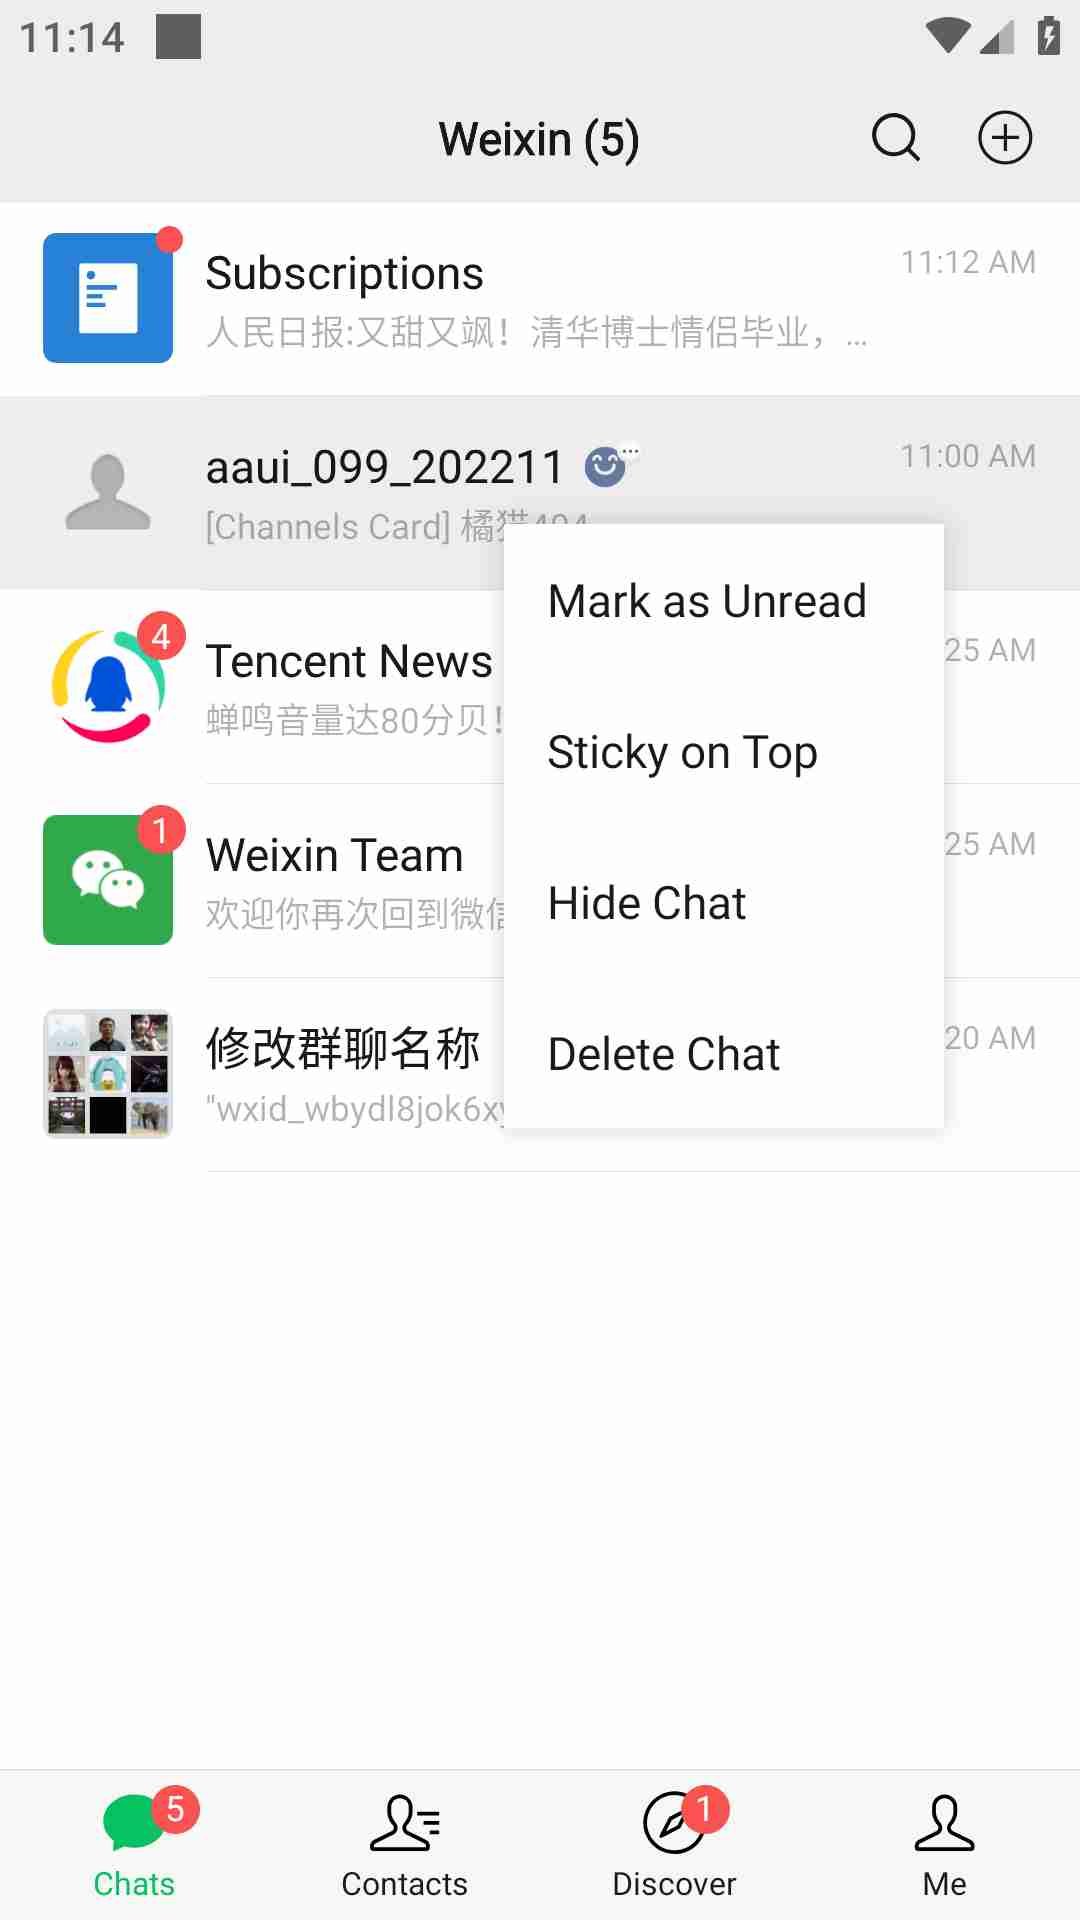 11:14
Weixin (5)
Subscriptions
11:12 AM
人民日报:又甜又飒！清华博士情侣毕业，...
aaui_099_202211
11:00 AM
[Channels Card] 橘猫404
Mark as Unread
Tencent News
25 AM
4
蝉鸣音量达80分贝！
Sticky on Top
Weixin Team
25 AM
1
欢迎你再次回到微信
Hide Chat
修改群聊名称
20 AM
"wxid_wbydl8jok6xy
Delete Chat
5
1
Chats
Contacts
Discover
Me